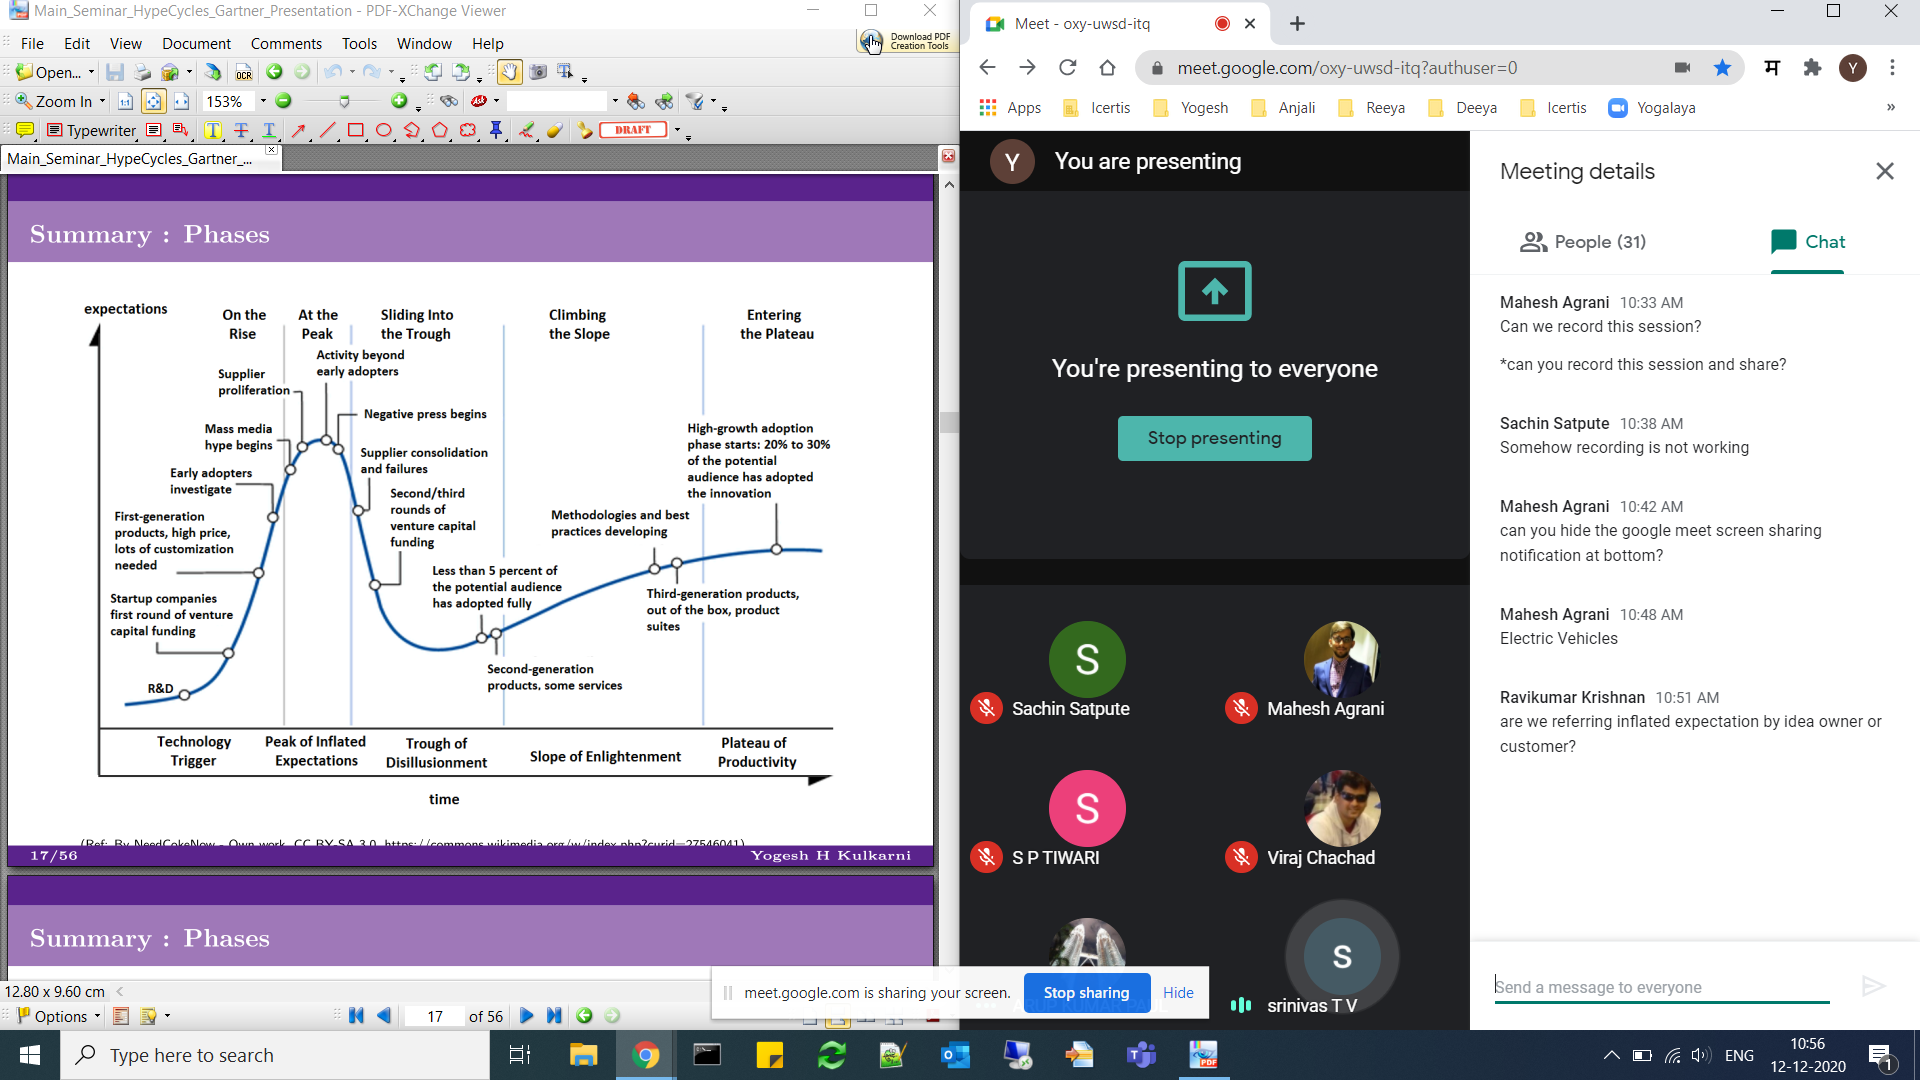 Main_Seminar_HypeCycles_Gartner_Presentation - PDF-XChange Viewer
File Edit View Document Comments Tools Window Help
Download PDF
Creation Tools
Open...
OCR
Zoom In
153%
Typewriter
DRAFT
Main_Seminar_HypeCycles_Gartner_...
Summary : Phases
expectations
On the
Rise
At the
Peak
Sliding Into
the Trough
Climbing
the Slope
Entering
the Plateau
Activity beyond
early adopters
Supplier
proliferation
Negative press begins
Mass media
hype begins
Supplier consolidation
and failures
High-growth adoption
phase starts: 20% to 30%
of the potential
audience has adopted
the innovation
Early adopters
investigate
Second/third
rounds of
venture capital
funding
First-generation
products, high price,
lots of customization
needed
Methodologies and best
practices developing
Less than 5 percent of
the potential audience
has adopted fully
Startup companies
first round of venture
capital funding
Third-generation products,
out of the box, product
suites
Second-generation
products, some services
R&D
Technology
Trigger
Peak of Inflated
Expectations
Trough of
Disillusionment
Slope of Enlightenment
Plateau of
Productivity
time
(Ref: By NeedCokeNow - Own work, CC BY-SA 3.0, https://commons.wikimedia.org/w/index.php?curid=27546041)
17/56
Yogesh H Kulkarni
Summary : Phases
12.80 x 9.60 cm
Options
17 of 56
Meet - oxy-uwsd-itq
meet.google.com/oxy-uwsd-itq?authuser=0
म
Y
Apps Icertis Yogesh Anjali Reeya Deeya Icertis Yogalaya
Y
You are presenting
You're presenting to everyone
Stop presenting
S
Sachin Satpute
Mahesh Agrani
S
S P TIWARI
Viraj Chachad
S
srinivas T V
meet.google.com is sharing your screen.
Stop sharing
Hide
Meeting details
People (31)
Chat
Mahesh Agrani 10:33 AM
Can we record this session?
*can you record this session and share?
Sachin Satpute 10:38 AM
Somehow recording is not working
Mahesh Agrani 10:42 AM
can you hide the google meet screen sharing
notification at bottom?
Mahesh Agrani 10:48 AM
Electric Vehicles
Ravikumar Krishnan 10:51 AM
are we referring inflated expectation by idea owner or
customer?
Send a message to everyone
Type here to search
ENG
10:56
12-12-2020
1